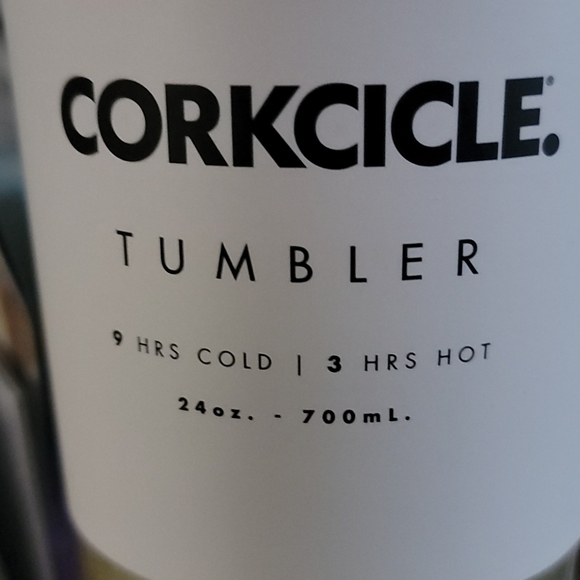 CORKCICLE.®
TUMBLER
9 HRS COLD | 3 HRS HOT
24oz. - 700mL.